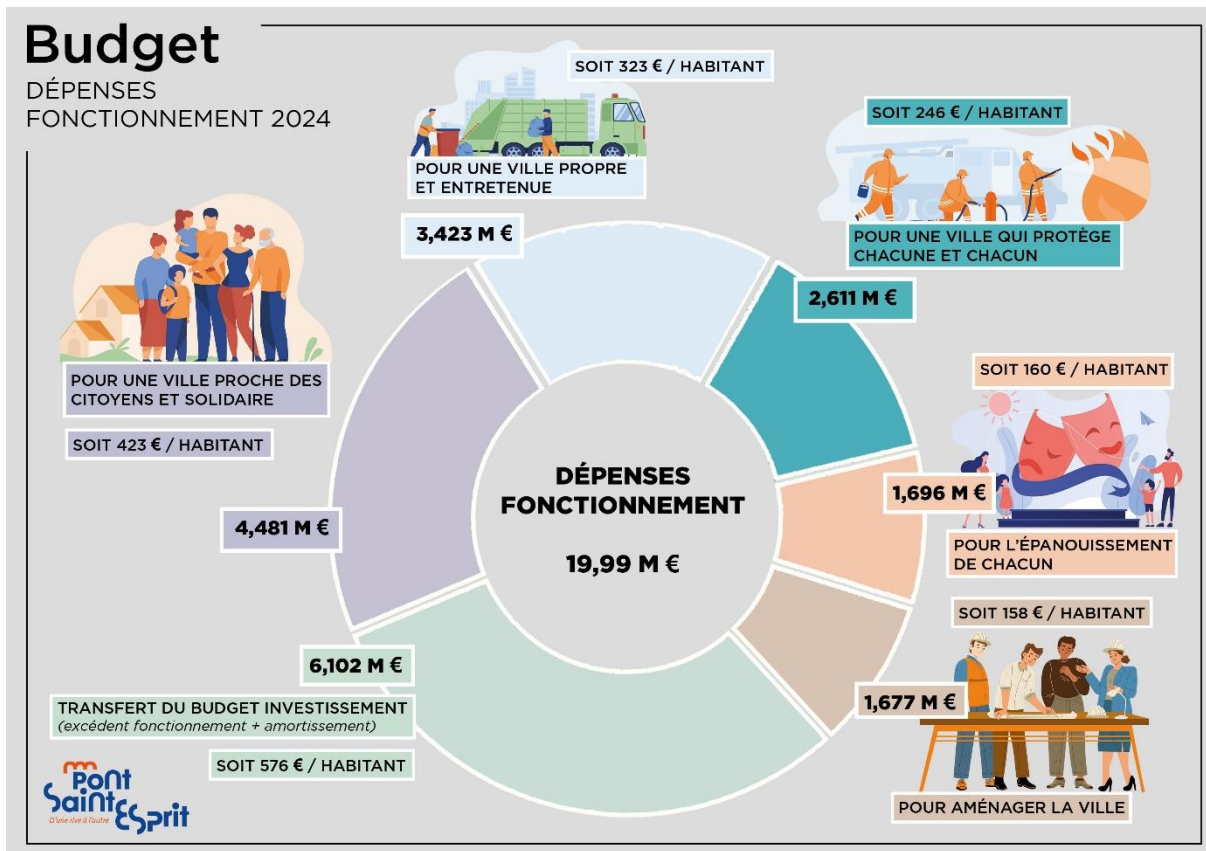 Budget
DÉPENSES
FONCTIONNEMENT 2024
SOIT 323 € / HABITANT
POUR UNE VILLE PROPRE
ET ENTRETENUE
3,423 M €
SOIT 246 € / HABITANT
POUR UNE VILLE QUI PROTÈGE
CHACUNE ET CHACUN
2,611 M €
SOIT 160 € / HABITANT
1,696 M €
POUR L'ÉPANOUISSEMENT
DE CHACUN
SOIT 158 € / HABITANT
1,677 M €
POUR AMÉNAGER LA VILLE
POUR UNE VILLE PROCHE DES
CITOYENS ET SOLIDAIRE
SOIT 423 € / HABITANT
4,481 M €
DÉPENSES
FONCTIONNEMENT
19,99 M €
6,102 M €
TRANSFERT DU BUDGET INVESTISSEMENT
(excédent fonctionnement + amortissement)
SOIT 576 € / HABITANT
Pont
Saint
Esprit
D'une rive à l'autre